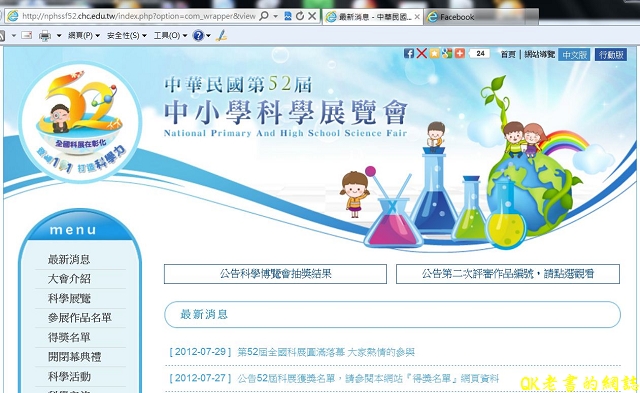 http://nphssf52.chc.edu.tw/index.php?option=com_wrapper&view
最新消息 - 中華民國...
Facebook
網頁(P) 安全性(S) 工具(O)
24
首頁 | 網站導覽 中文版 行動版
52
全國科展在彰化
科學力
中華民國第52屆
中小學科學展覽會
National Primary And High School Science Fair
menu
最新消息
大會介紹
科學展覽
參展作品名單
得獎名單
開閉幕典禮
科學活動
公告科學博覽會抽獎結果
公告第二次評審作品編號，請點選觀看
最新消息
[ 2012-07-29 ] 第52屆全國科展圓滿落幕 大家熱情的參與
[ 2012-07-27 ] 公告52屆科展獲獎名單，請參閱本網站『得獎名單』網頁資料
QK老書的網誌